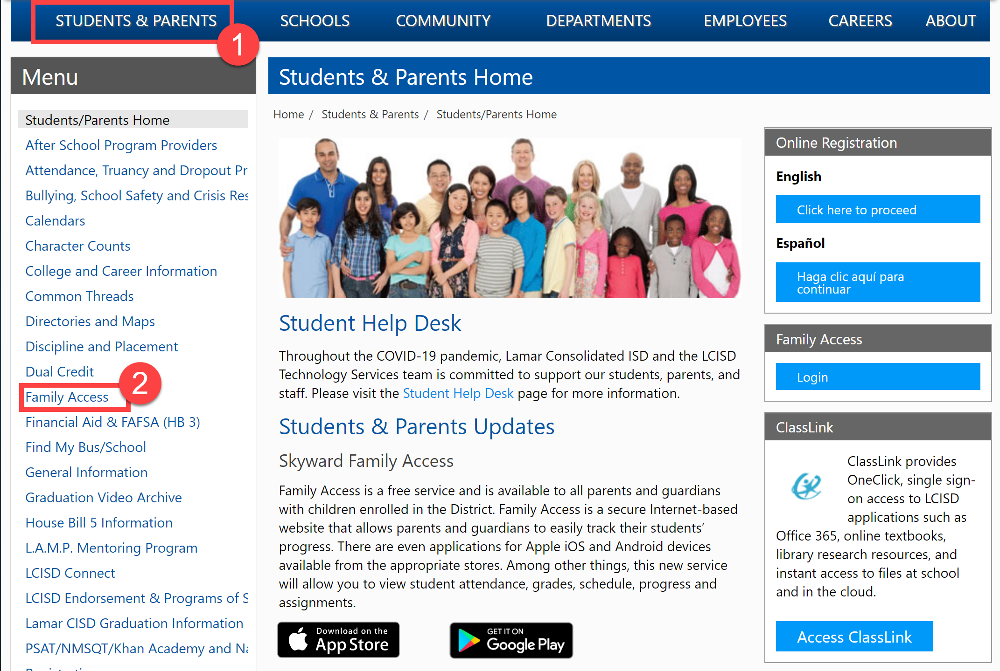 STUDENTS & PARENTS
SCHOOLS
COMMUNITY
DEPARTMENTS
EMPLOYEES
CAREERS
ABOUT
1
Menu
Students/Parents Home
After School Program Providers
Attendance, Truancy and Dropout Pr
Bullying, School Safety and Crisis Res
Calendars
Character Counts
College and Career Information
Common Threads
Directories and Maps
Discipline and Placement
Dual Credit
2
Family Access
Financial Aid & FAFSA (HB 3)
Find My Bus/School
General Information
Graduation Video Archive
House Bill 5 Information
L.A.M.P. Mentoring Program
LCISD Connect
LCISD Endorsement & Programs of S
Lamar CISD Graduation Information
PSAT/NMSQT/Khan Academy and Na
Students & Parents Home
Home / Students & Parents / Students/Parents Home
Student Help Desk
Throughout the COVID-19 pandemic, Lamar Consolidated ISD and the LCISD
Technology Services team is committed to support our students, parents, and
staff. Please visit the Student Help Desk page for more information.
Students & Parents Updates
Skyward Family Access
Family Access is a free service and is available to all parents and guardians
with children enrolled in the District. Family Access is a secure Internet-based
website that allows parents and guardians to easily track their students’
progress. There are even applications for Apple iOS and Android devices
available from the appropriate stores. Among other things, this new service
will allow you to view student attendance, grades, schedule, progress and
assignments.
Download on the
App Store
GET IT ON
Google Play
Online Registration
English
Click here to proceed
Español
Haga clic aquí para
continuar
Family Access
Login
ClassLink
ClassLink provides
OneClick, single sign-
on access to LCISD
applications such as
Office 365, online textbooks,
library research resources, and
instant access to files at school
and in the cloud.
Access ClassLink